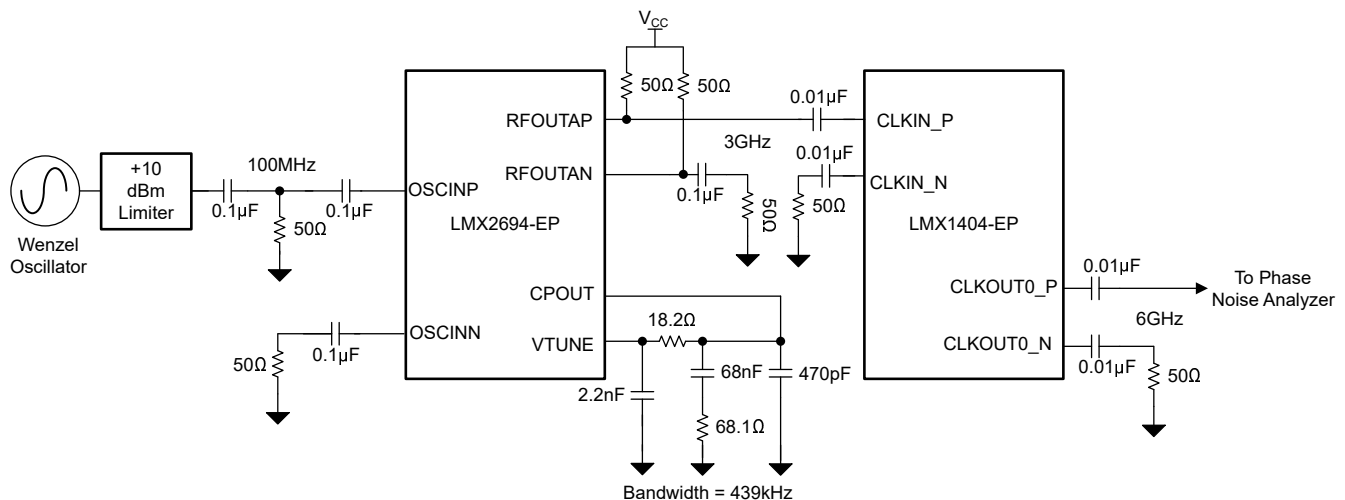 V_CC
50Ω
50Ω
0.01µF
RFOUTAP
CLKIN_P
+10
dBm
Limiter
100MHz
3GHz
0.01µF
RFOUTAN
CLKIN_N
OSCINP
0.1µF
0.1µF
0.1µF
50Ω
50Ω
50Ω
LMX2694-EP
LMX1404-EP
Wenzel
Oscillator
0.01µF
CPOUT
CLKOUT0_P
To Phase
Noise Analyzer
18.2Ω
6GHz
OSCINN
VTUNE
CLKOUT0_N
0.1µF
50Ω
68nF
470pF
0.01µF
50Ω
2.2nF
68.1Ω
Bandwidth = 439kHz